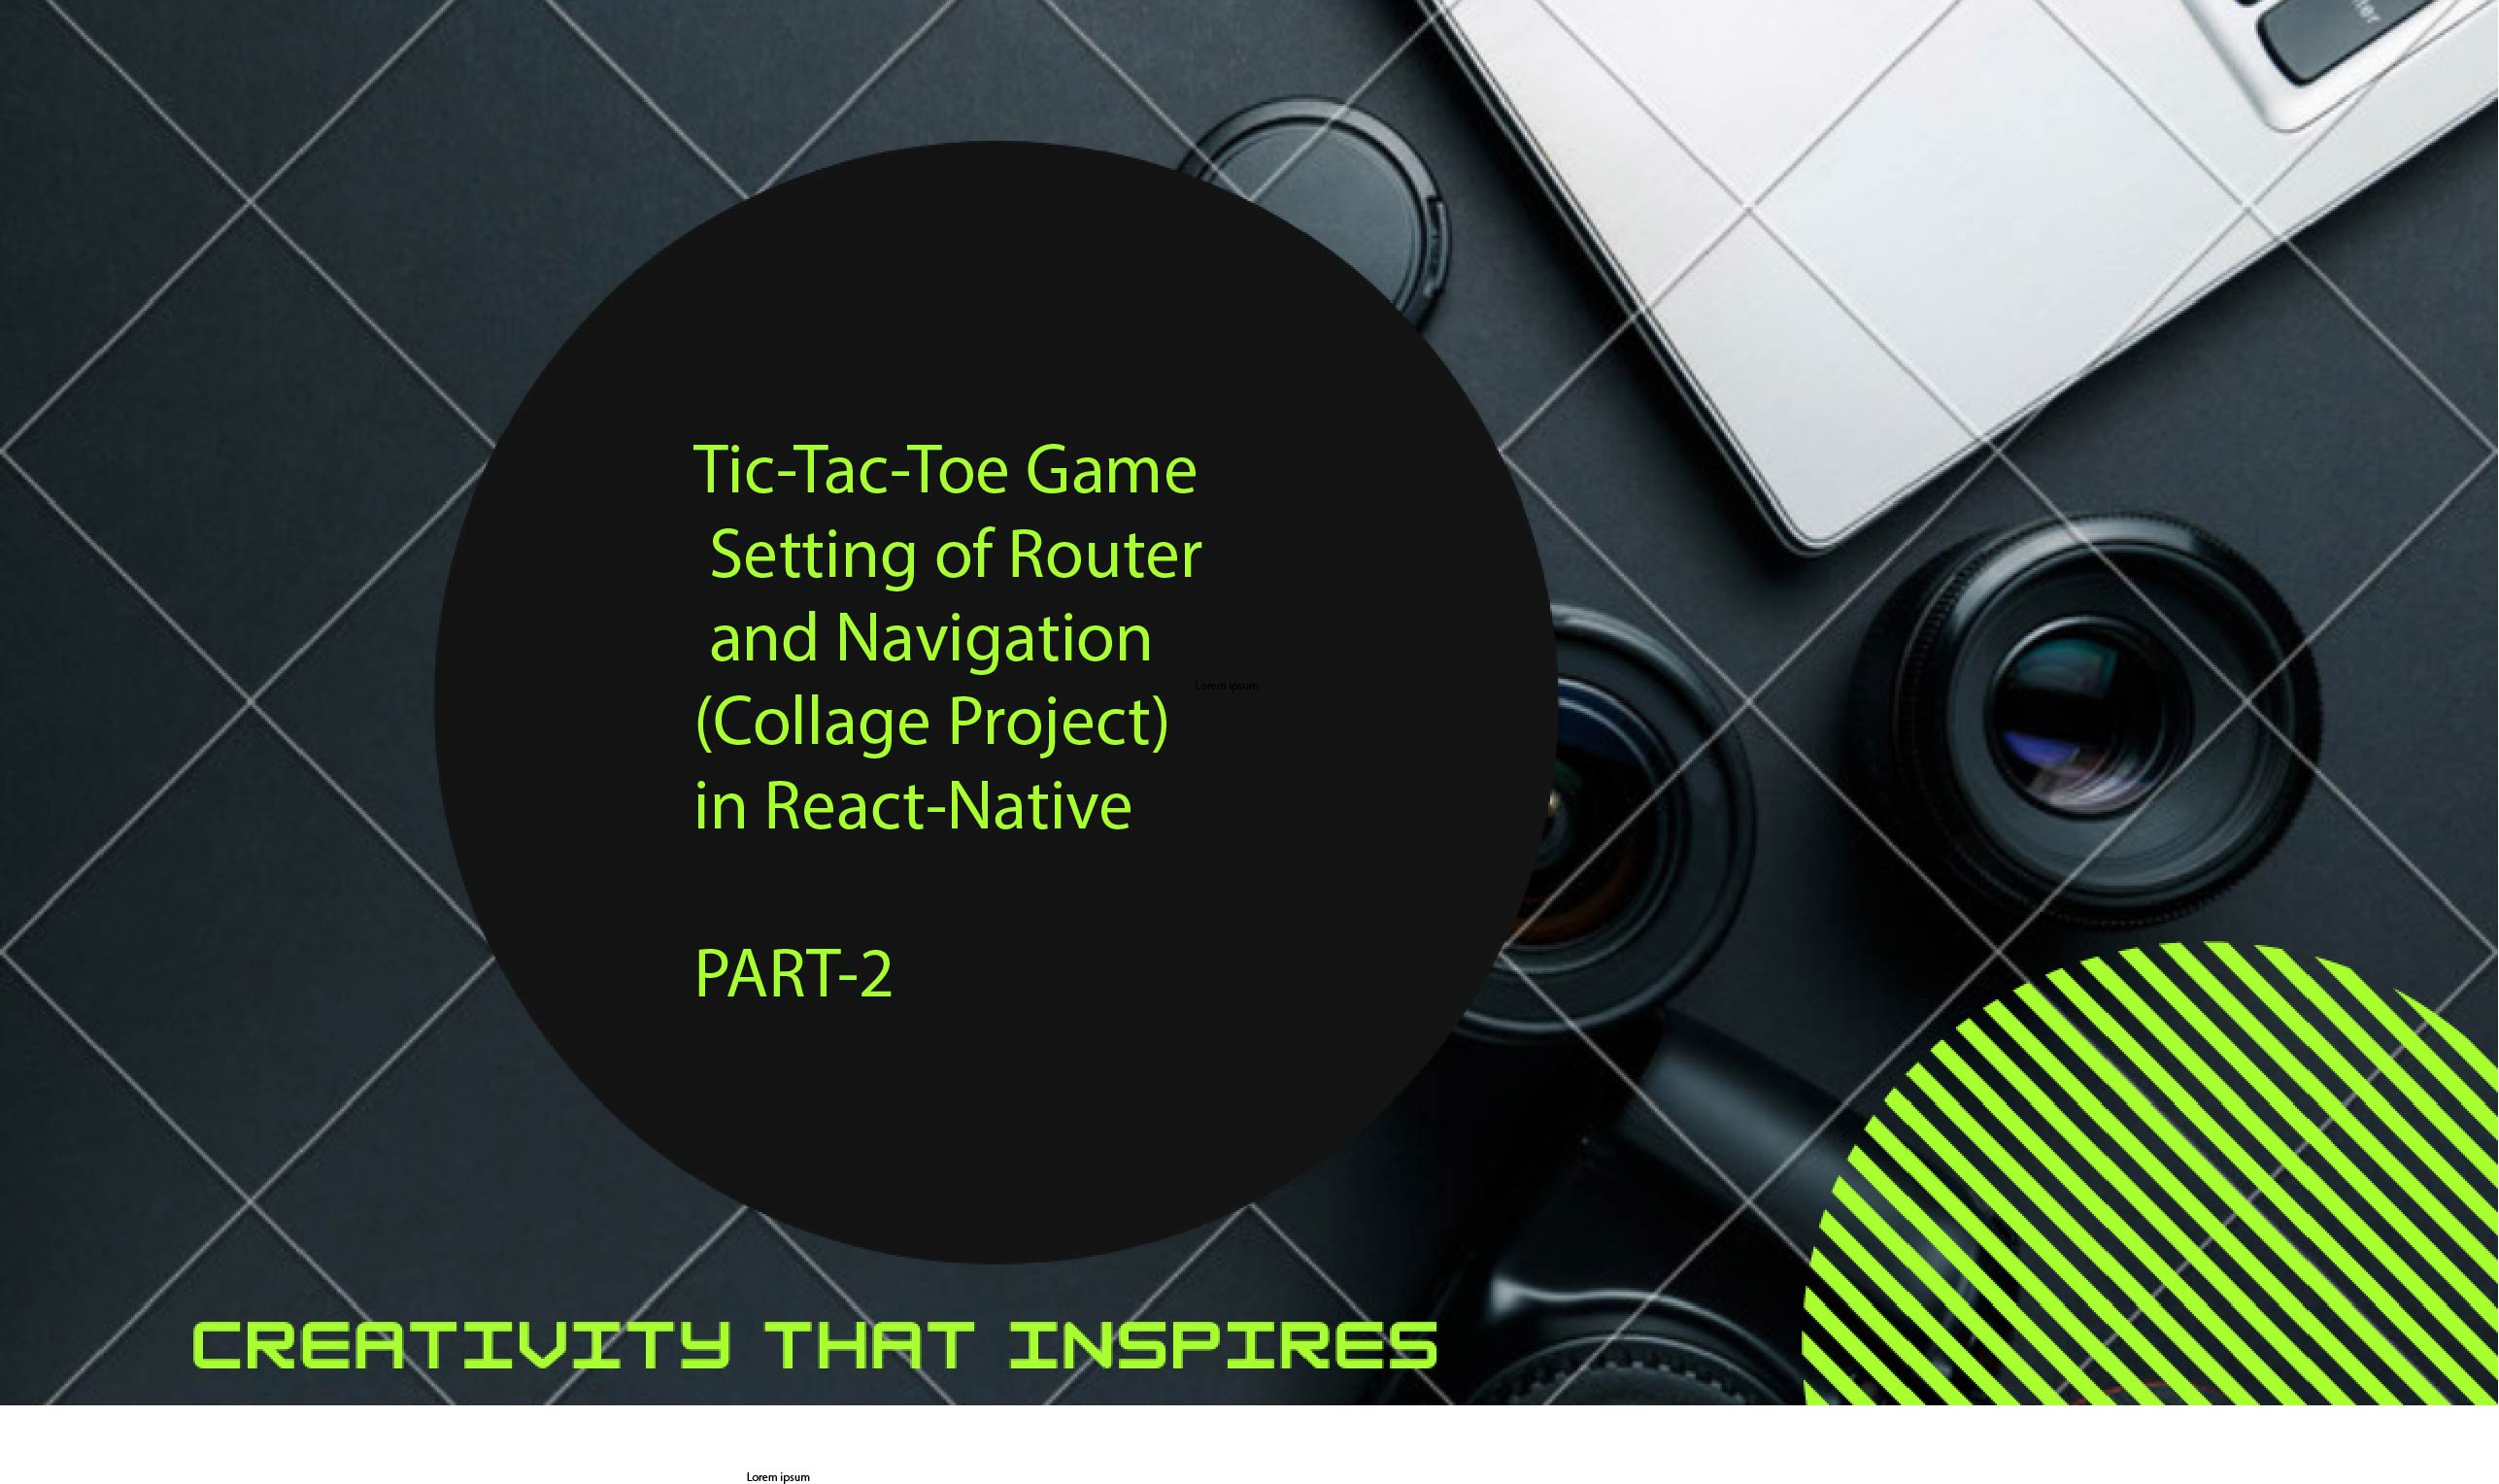 Tic-Tac-Toe Game
Setting of Router
and Navigation
Lorem ipsum
(Collage Project)
in React-Native
PART-2
CREATIVITY THAT INSPIRES
Lorem ipsum